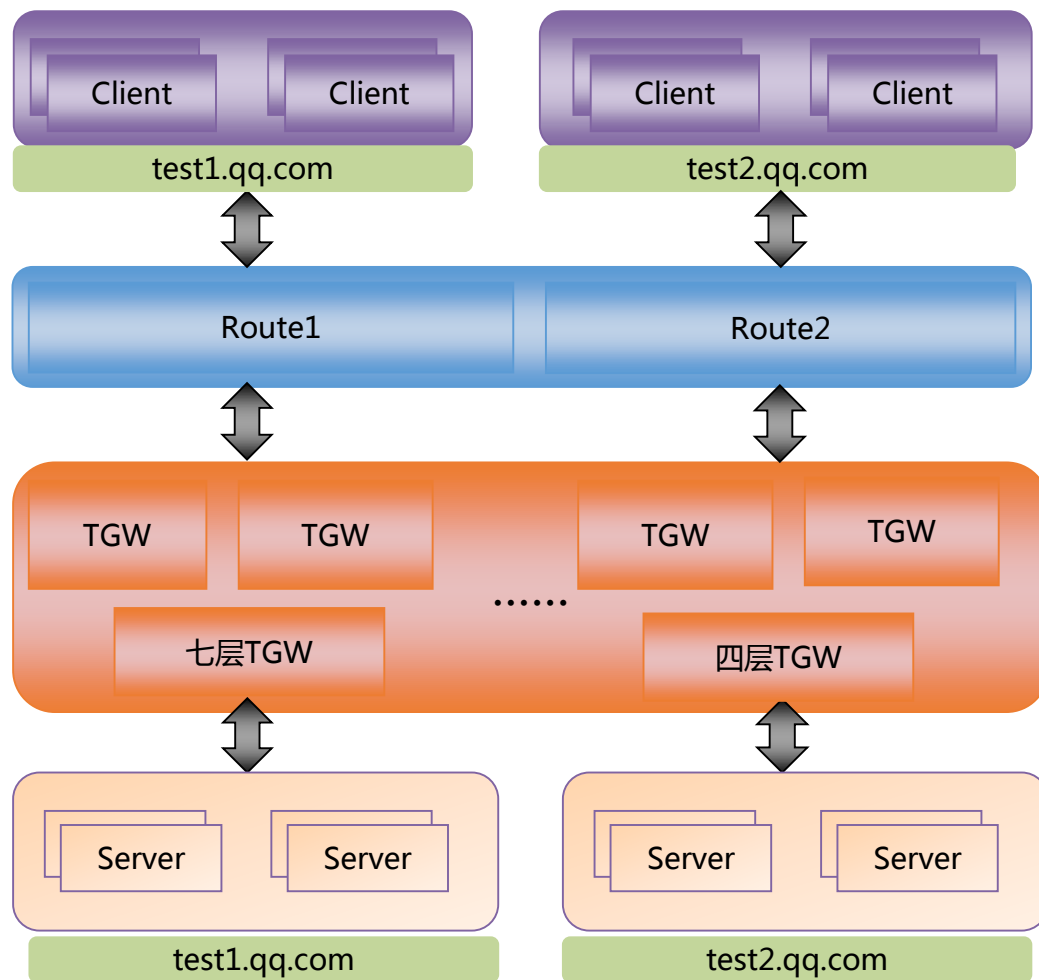 Client
Client
Client
Client
test1.qq.com
test2.qq.com
Route1
Route2
TGW
TGW
TGW
TGW
......
七层TGW
四层TGW
Server
Server
Server
Server
test1.qq.com
test2.qq.com